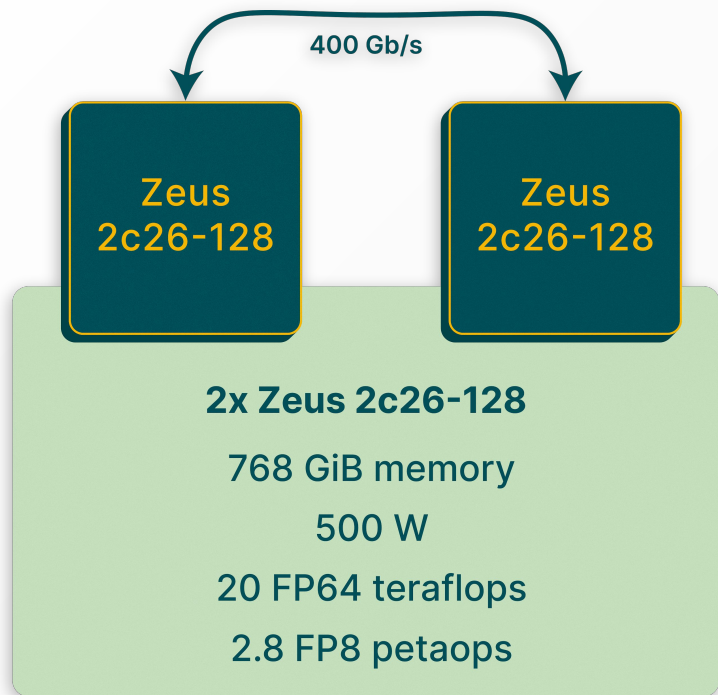 400 Gb/s
Zeus
2c26-128
Zeus
2c26-128
2x Zeus 2c26-128
768 GiB memory
500 W
20 FP64 teraflops
2.8 FP8 petaops